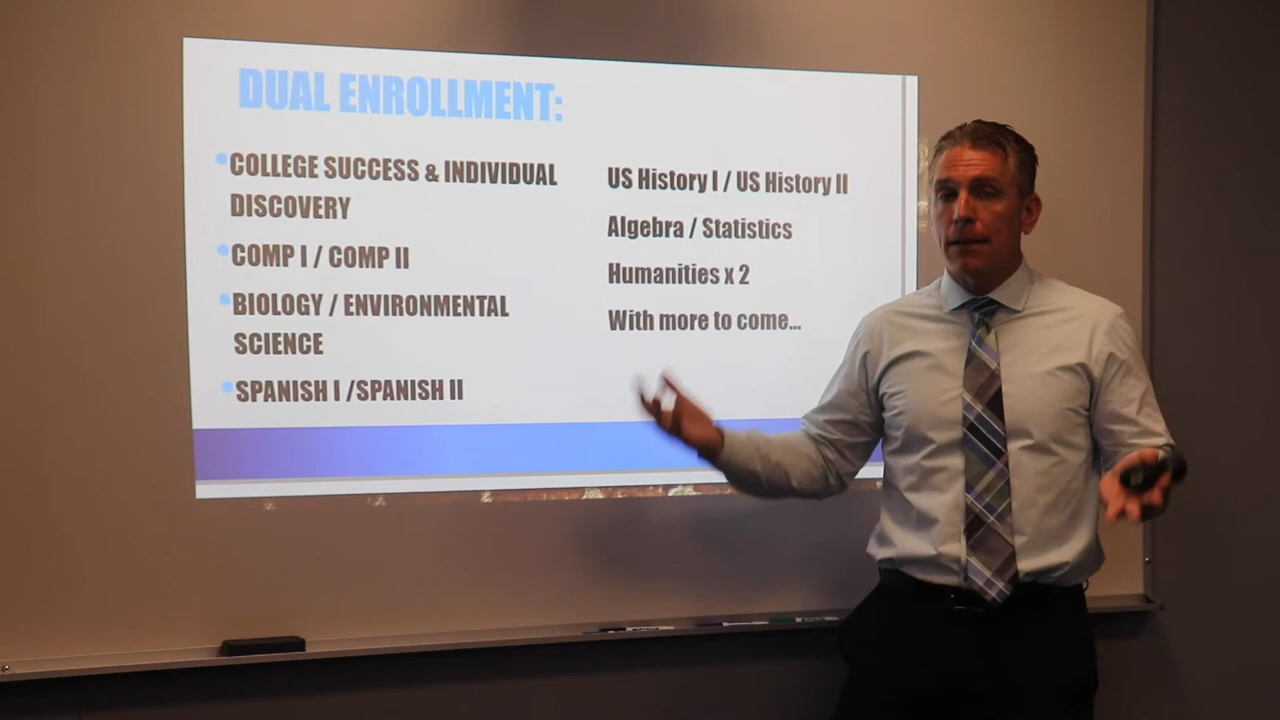 DUAL ENROLLMENT:
COLLEGE SUCCESS & INDIVIDUAL
DISCOVERY
COMP I / COMP II
BIOLOGY / ENVIRONMENTAL
SCIENCE
SPANISH I /SPANISH II
US History I / US History II
Algebra / Statistics
Humanities x 2
With more to come...